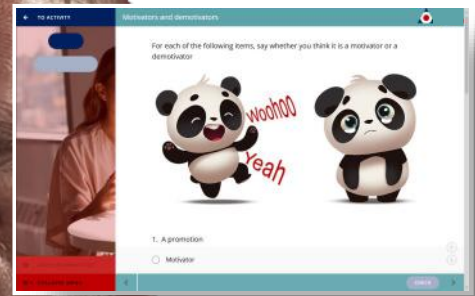 TO ACTIVITY
Motivators and demotivators
For each of the following items, say whether you think it is a motivator or a
demotivator
WOOHOO
Yeah
1. A promotion
Motivator